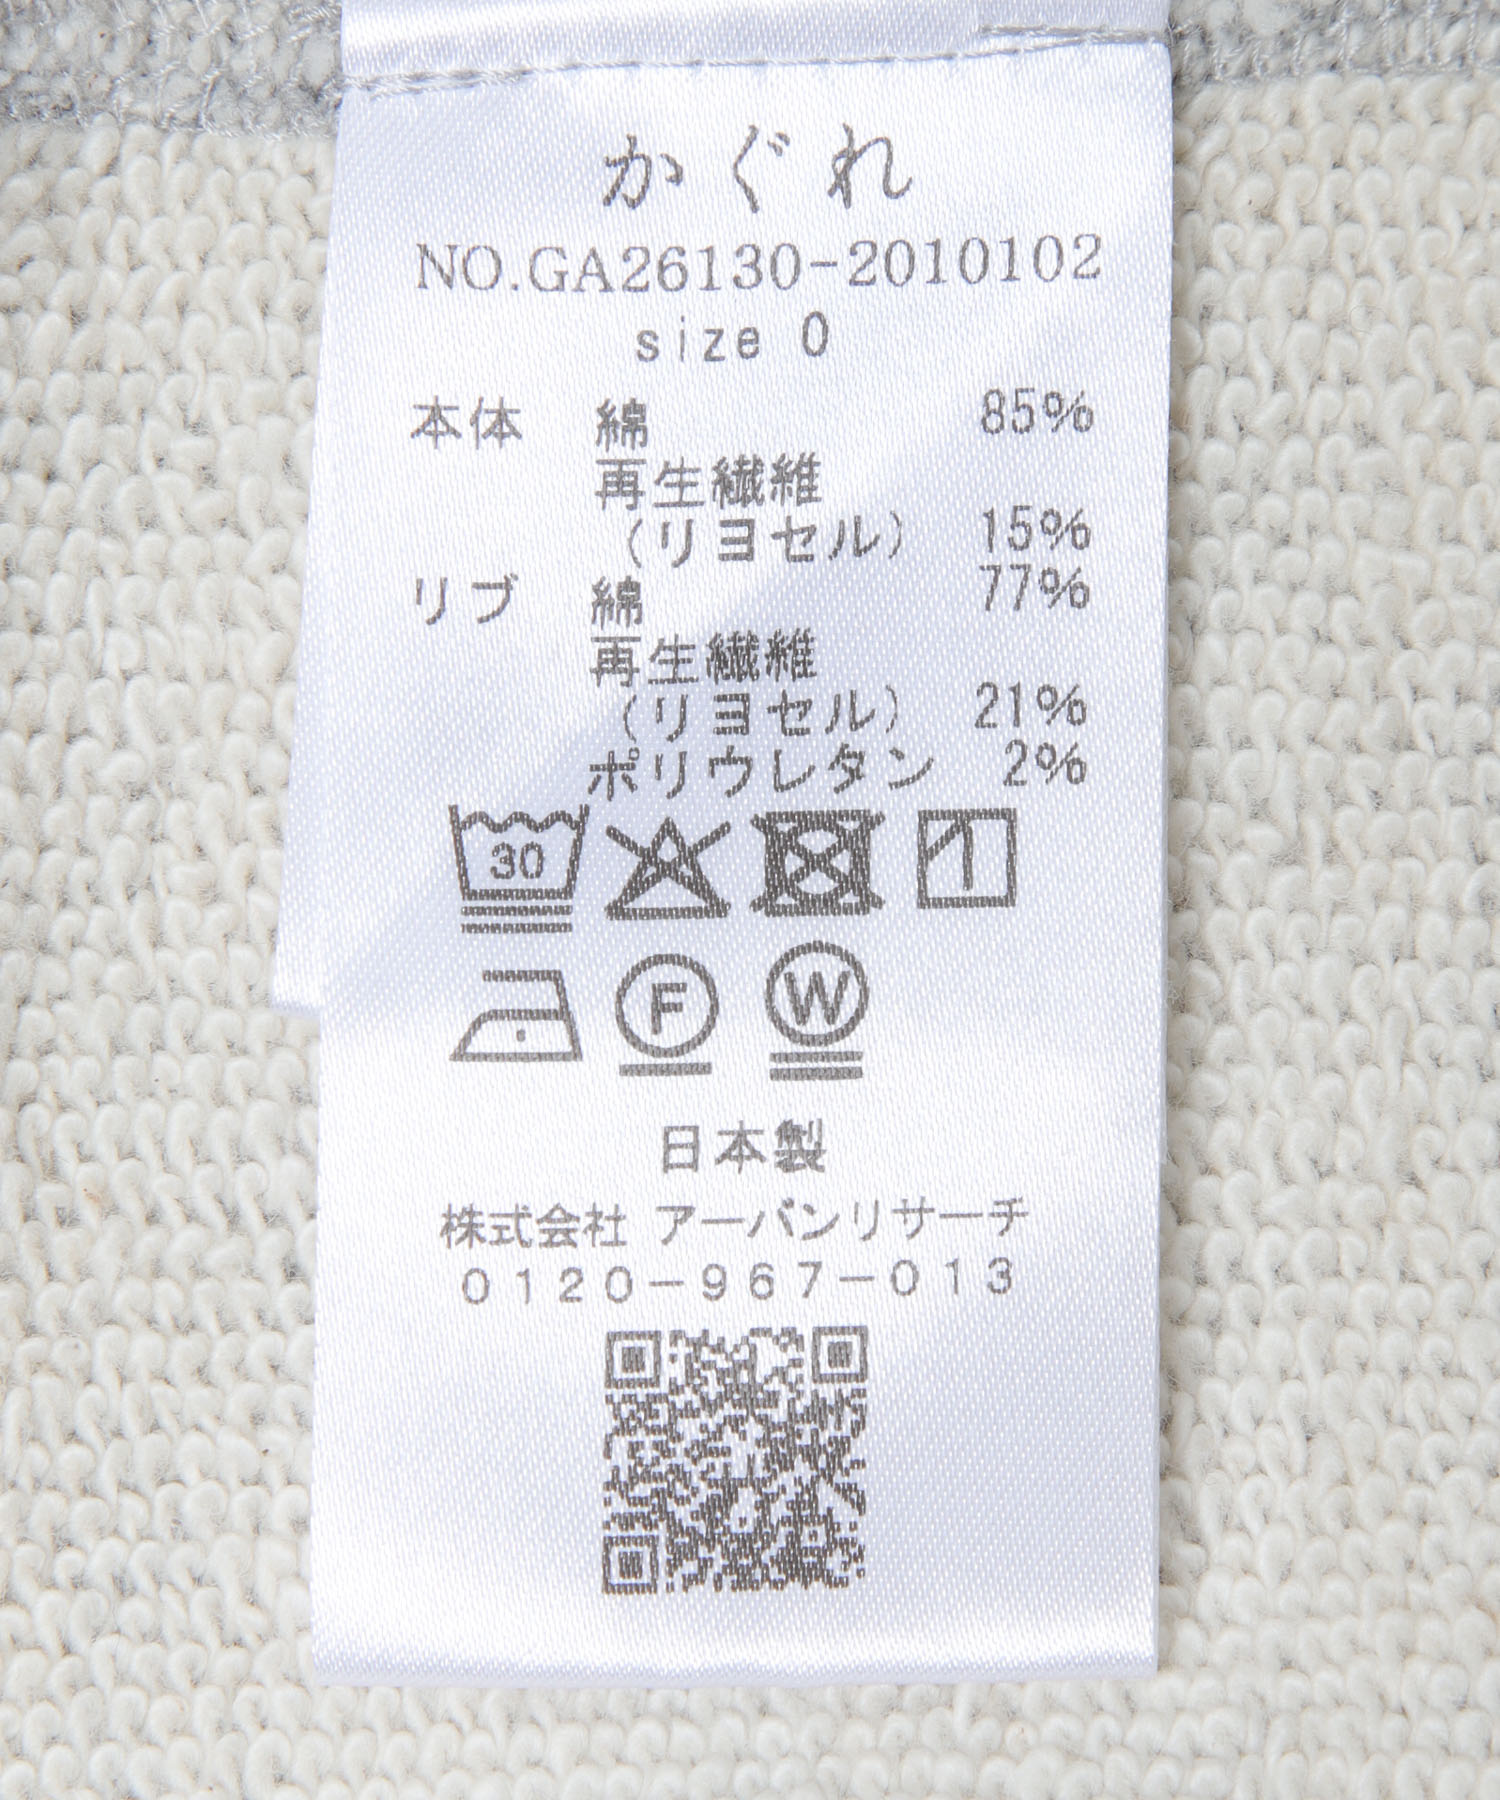 かぐれ
NO.GA26130-2010102
size 0
本体 綿 85%
再生繊維
(リヨセル) 15%
リブ 綿 77%
再生繊維
(リヨセル) 21%
ポリウレタン 2%
30
F W
日本製
株式会社 アーバンリサーチ
0120-967-013